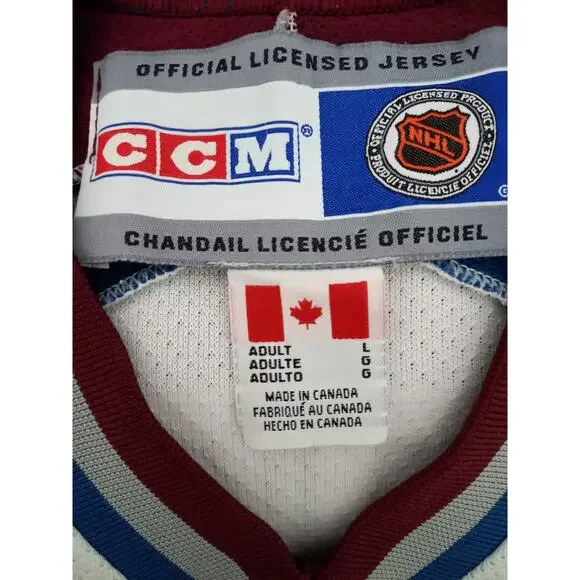 OFFICIAL LICENSED JERSEY
CCM®
OFFICIAL LICENSED PRODUCT
NHL
PRODUIT LICENCIÉ OFFICIEL
CHANDAIL LICENCIÉ OFFICIEL
ADULT L
ADULTE G
ADULTO G
MADE IN CANADA
FABRIQUÉ AU CANADA
HECHO EN CANADA